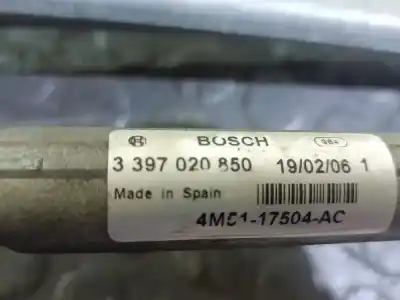 BOSCH
3 397 020 850 19/02/06 1
Made in Spain
4M51-17504-AC